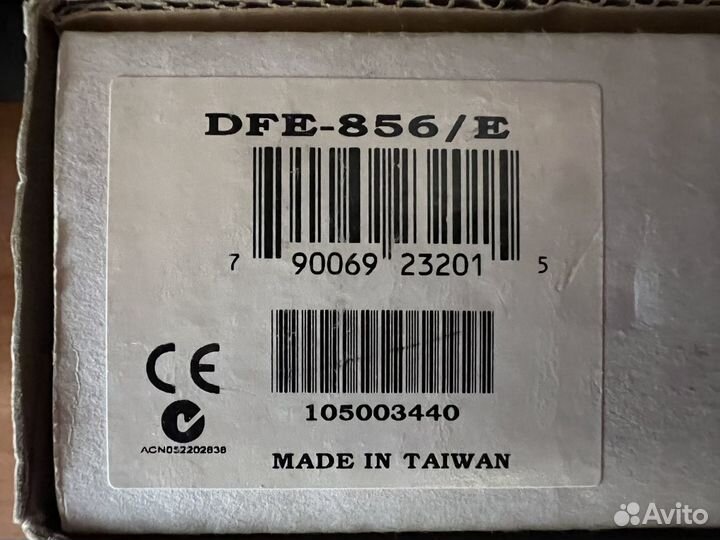 DFE-856/E
7 90069 23201 5
105003440
CE
ACN052202838
MADE IN TAIWAN
Avito